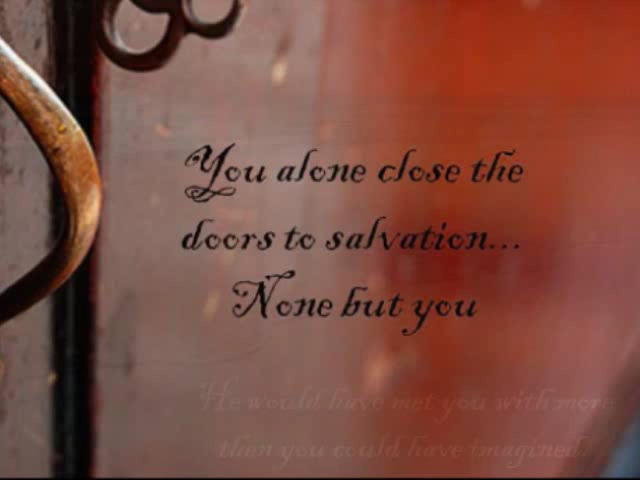 You alone close the
doors to salvation...
None but you
He would have met you with more
then you could have imagined.